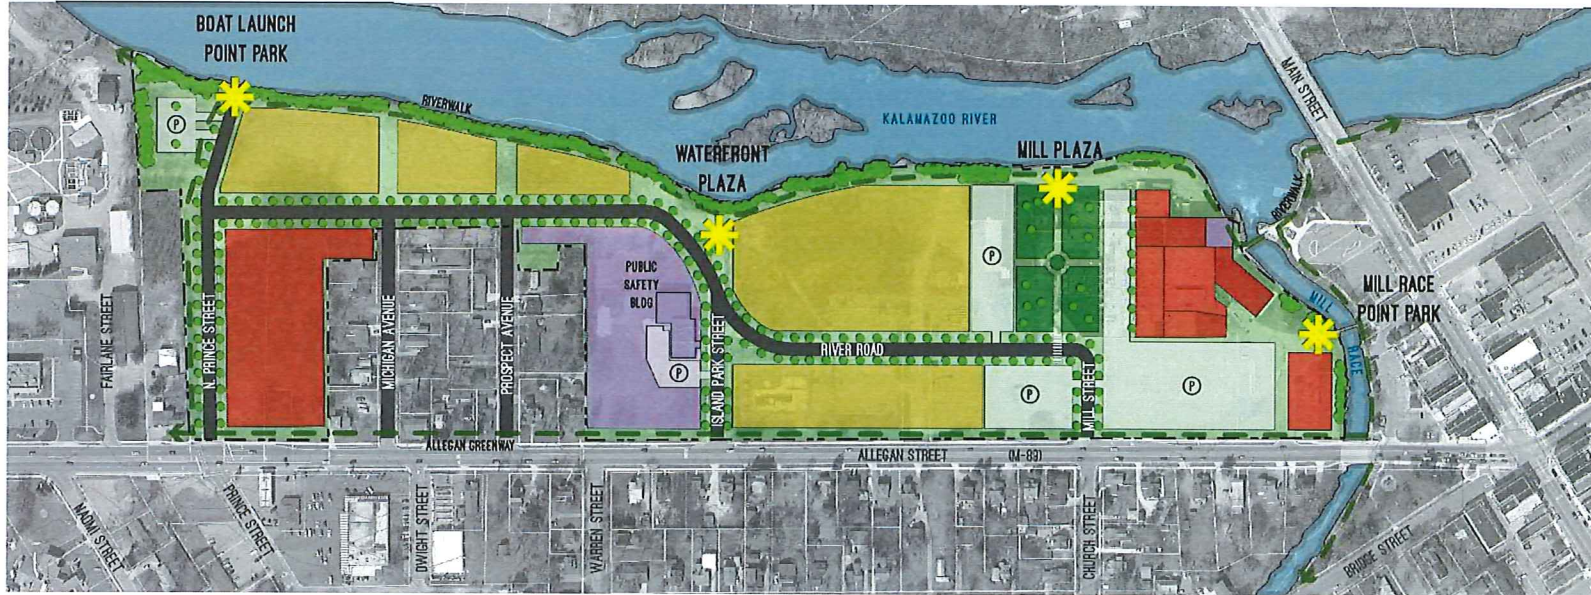 BOAT LAUNCH
POINT PARK
RIVERWALK
KALAMAZOO RIVER
MAIN STREET
WATERFRONT
PLAZA
MILL PLAZA
P
RIVERWALK
MILL RACE
POINT PARK
MILL RACE
PUBLIC
SAFETY
BLDG
P
P
P
P
FAIRLANE STREET
N. PRINCE STREET
MICHIGAN AVENUE
PROSPECT AVENUE
ISLAND PARK STREET
RIVER ROAD
MILL STREET
ALLEGAN GREENWAY
ALLEGAN STREET (M-89)
NAOMI STREET
PRINCE STREET
DWIGHT STREET
WARREN STREET
CHURCH STREET
BRIDGE STREET